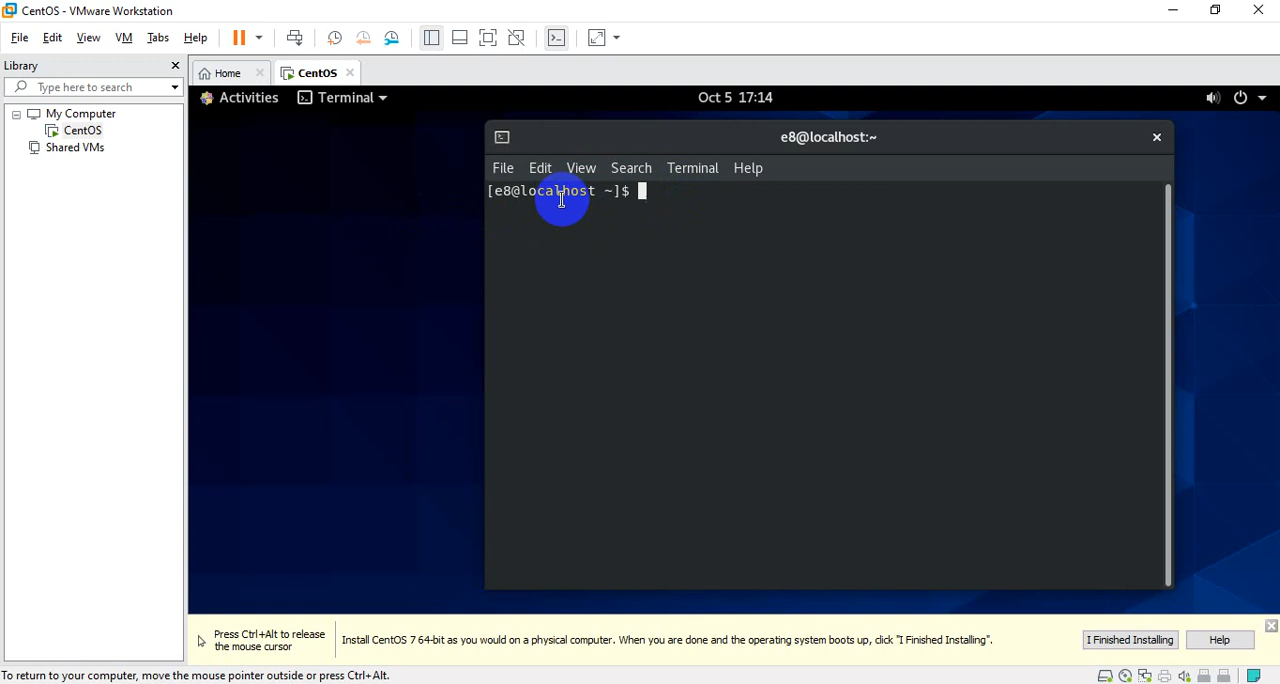 CentOS - VMware Workstation
File Edit View VM Tabs Help
Library
Type here to search
My Computer
CentOS
Shared VMs
Home CentOS
Activities Terminal Oct 5 17:14
e8@localhost:~
File Edit View Search Terminal Help
[e8@localhost ~]$
Press Ctrl+Alt to release
the mouse cursor
Install CentOS 7 64-bit as you would on a physical computer. When you are done and the operating system boots up, click "I Finished Installing".
I Finished Installing Help
To return to your computer, move the mouse pointer outside or press Ctrl+Alt.